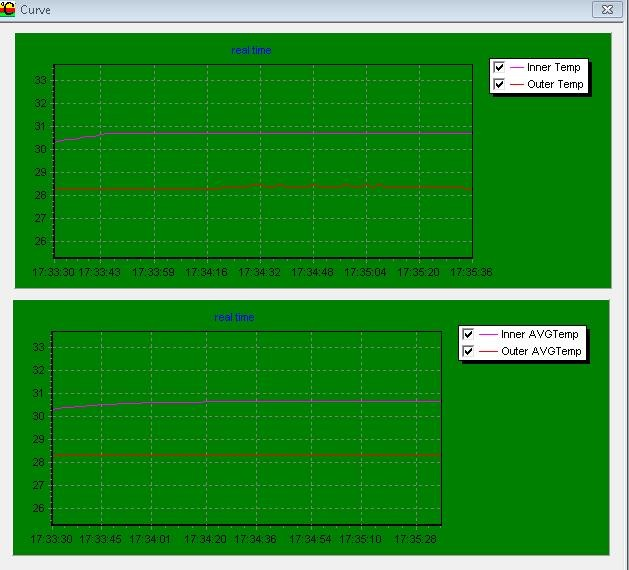 Curve
real time
Inner Temp
Outer Temp
33
32
31
30
29
28
27
26
17:33:30 17:33:43 17:33:59 17:34:16 17:34:32 17:34:48 17:35:04 17:35:20 17:35:36
real time
Inner AVGTemp
Outer AVGTemp
33
32
31
30
29
28
27
26
17:33:30 17:33:45 17:34:01 17:34:20 17:34:36 17:34:54 17:35:10 17:35:28